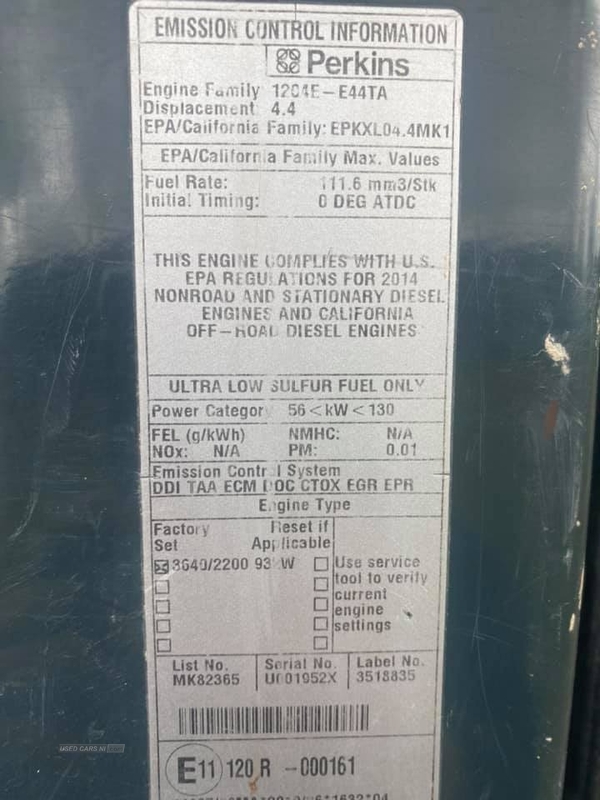 EMISSION CONTROL INFORMATION
Perkins
Engine Family 1204E-E44TA
Displacement 4.4
EPA/California Family: EPKXL04.4MK1
EPA/California Family Max. Values
Fuel Rate: 111.6 mm3/Stk
Initial Timing: 0 DEG ATDC
THIS ENGINE COMPLIES WITH U.S.
EPA REGULATIONS FOR 2014
NONROAD AND STATIONARY DIESEL
ENGINES AND CALIFORNIA
OFF-ROAD DIESEL ENGINES
ULTRA LOW SULFUR FUEL ONLY
Power Category 56<kW<130
FEL (g/kWh) NMHC: N/A
NOx: N/A PM: 0.01
Emission Control System
DDI TAA ECM DOC CTOX EGR EPR
Engine Type
Factory Reset if
Set Applicable
2200 93 W Use service
tool to verify
current
engine
settings
List No. Serial No. Label No.
MK82365 U001952X 3518835
E11 120 R -000161
USED CARS NI